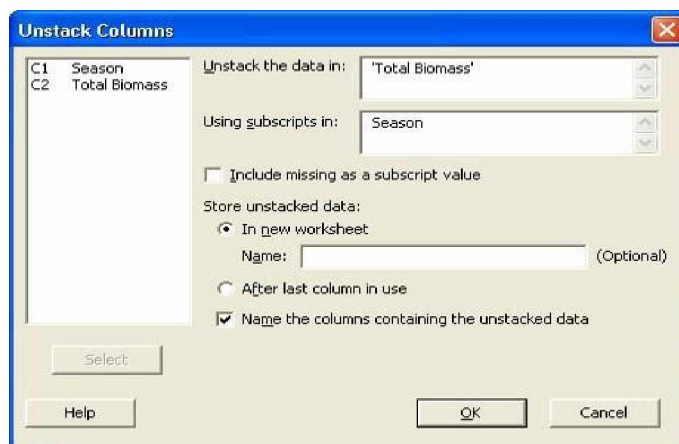 Unstack Columns
C1 Season
C2 Total Biomass
Unstack the data in:
'Total Biomass'
Using subscripts in:
Season
Include missing as a subscript value
Store unstacked data:
In new worksheet
Name:
(Optional)
After last column in use
Name the columns containing the unstacked data
Select
Help
OK
Cancel